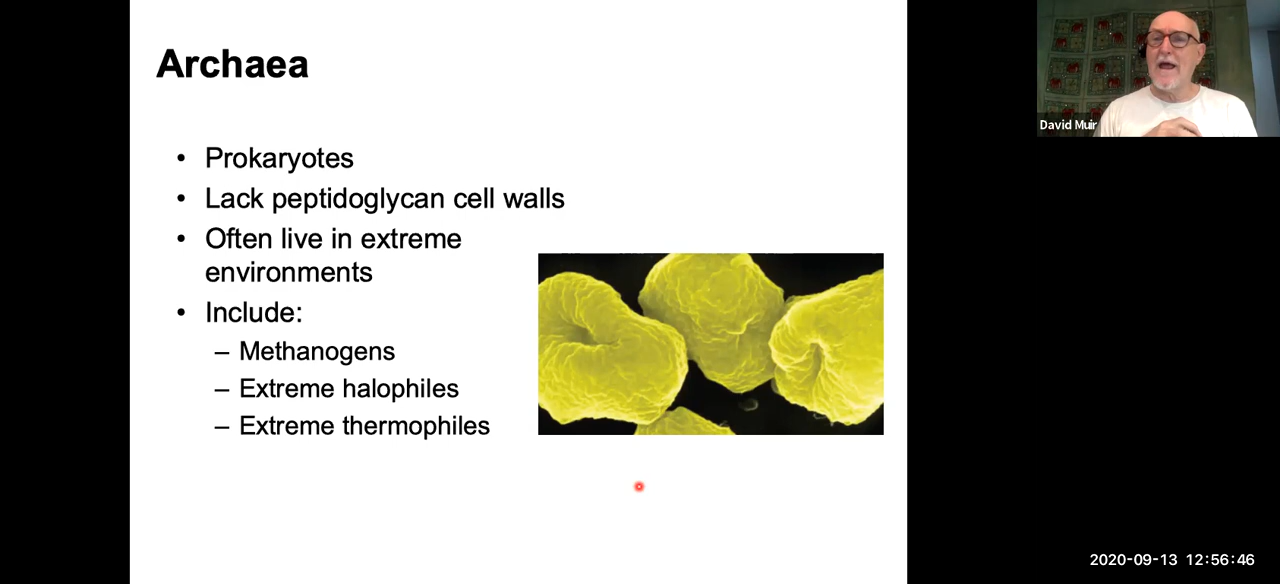 Archaea
• Prokaryotes
• Lack peptidoglycan cell walls
• Often live in extreme
environments
• Include:
– Methanogens
– Extreme halophiles
– Extreme thermophiles
David Muir
2020-09-13 12:56:46